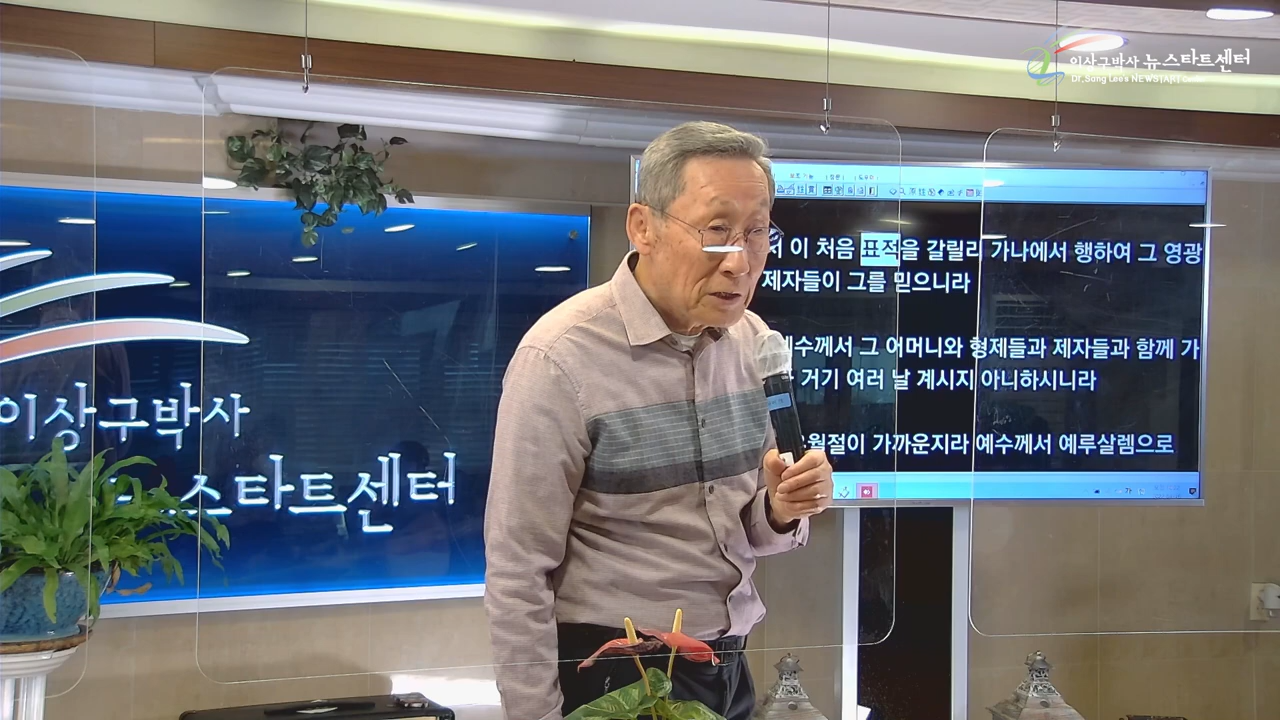 이상구박사 뉴스타트센터
Dr.Sang Lee's NEWSTART Center
이 처음 표적을 갈릴리 가나에서 행하여 그 영광
제자들이 그를 믿으니라
예수께서 그 어머니와 형제들과 제자들과 함께 가
거기 여러 날 계시지 아니하시니라
가까운지라 예수께서 예루살렘으로
이상구박사
스타트센터